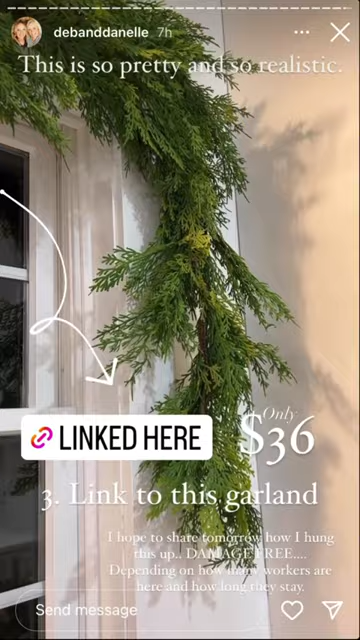 debanddanelle 7h
This is so pretty and so realistic.
LINKED HERE
Only
$36
3. Link to this garland
I hope to share tomorrow how I hung
this up.. DAMAGE FREE....
Depending on how many workers are
here and how long they stay.
Send message